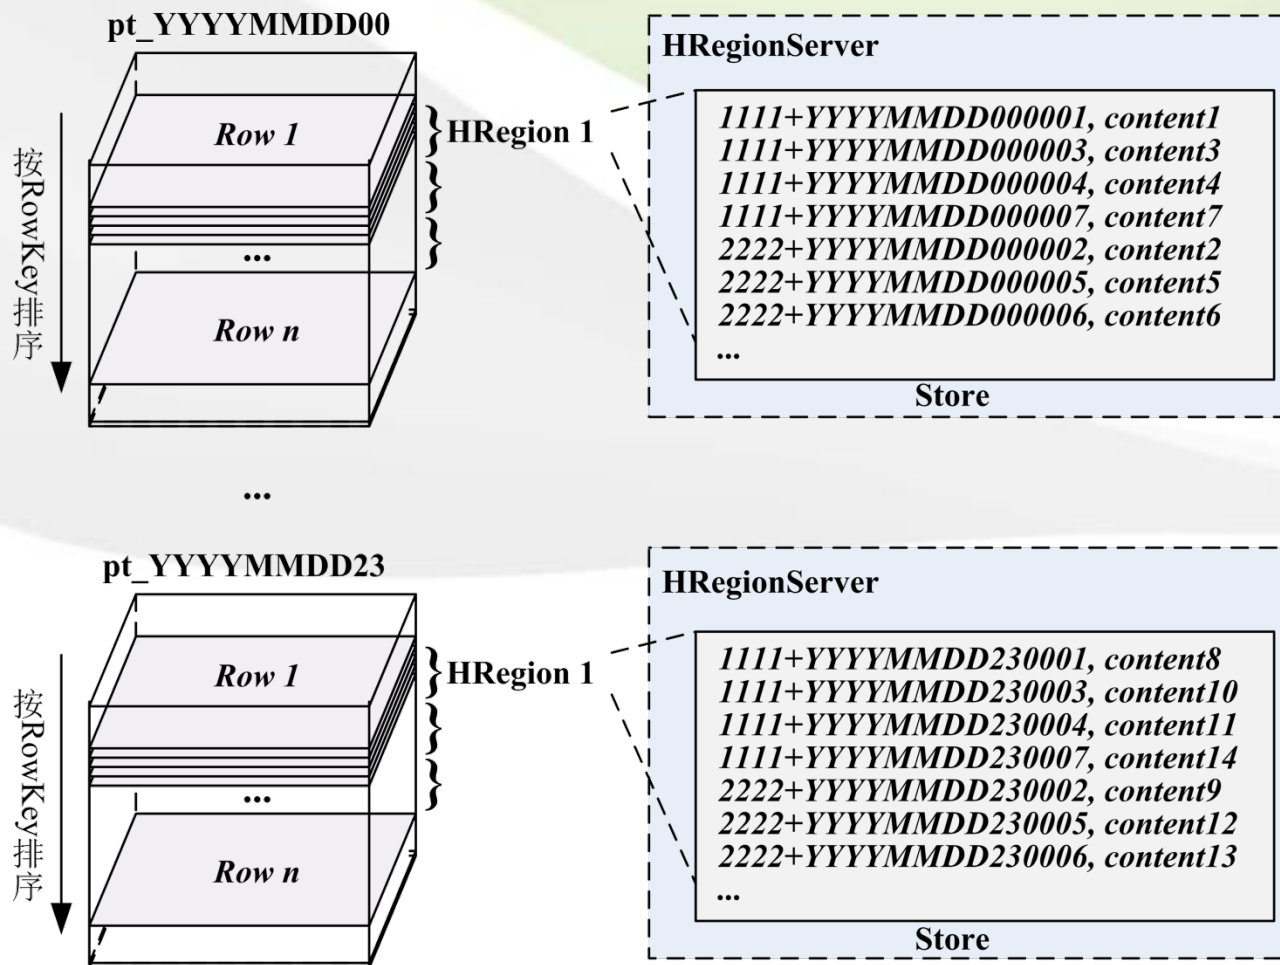 pt_YYYYMMDD00
按RowKey排序
Row 1
...
Row n
HRegion 1
HRegionServer
1111+YYYYMMDD000001, content1
1111+YYYYMMDD000003, content3
1111+YYYYMMDD000004, content4
1111+YYYYMMDD000007, content7
2222+YYYYMMDD000002, content2
2222+YYYYMMDD000005, content5
2222+YYYYMMDD000006, content6
...
Store
...
pt_YYYYMMDD23
按RowKey排序
Row 1
...
Row n
HRegion 1
HRegionServer
1111+YYYYMMDD230001, content8
1111+YYYYMMDD230003, content10
1111+YYYYMMDD230004, content11
1111+YYYYMMDD230007, content14
2222+YYYYMMDD230002, content9
2222+YYYYMMDD230005, content12
2222+YYYYMMDD230006, content13
...
Store